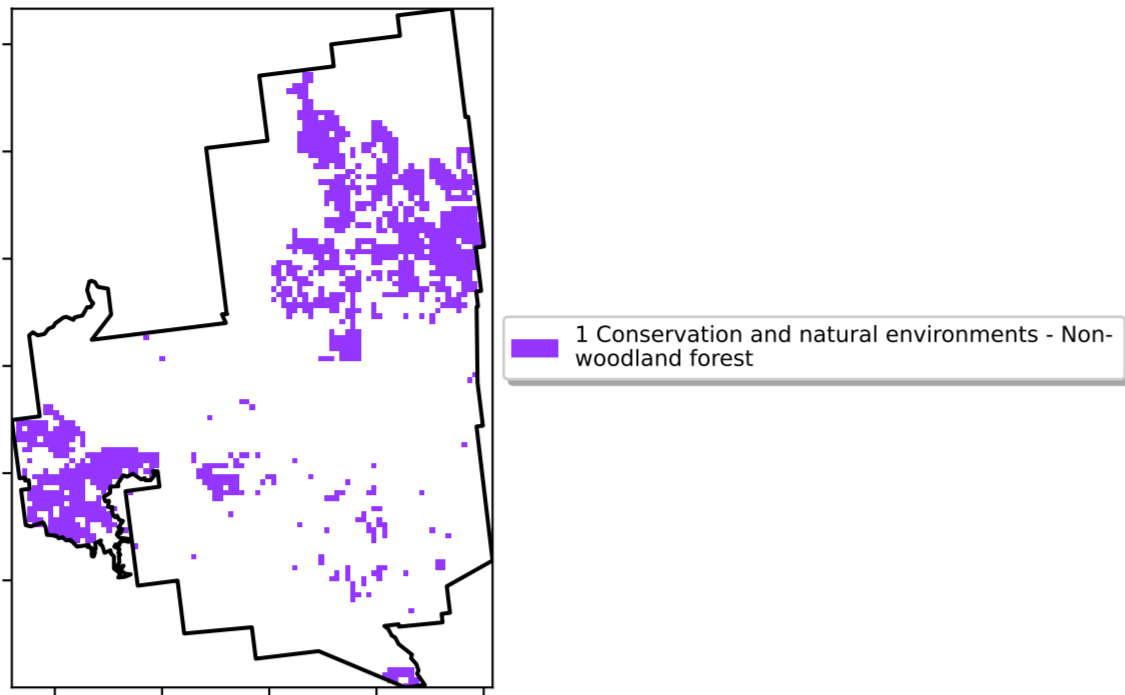 1 Conservation and natural environments - Non-
woodland forest